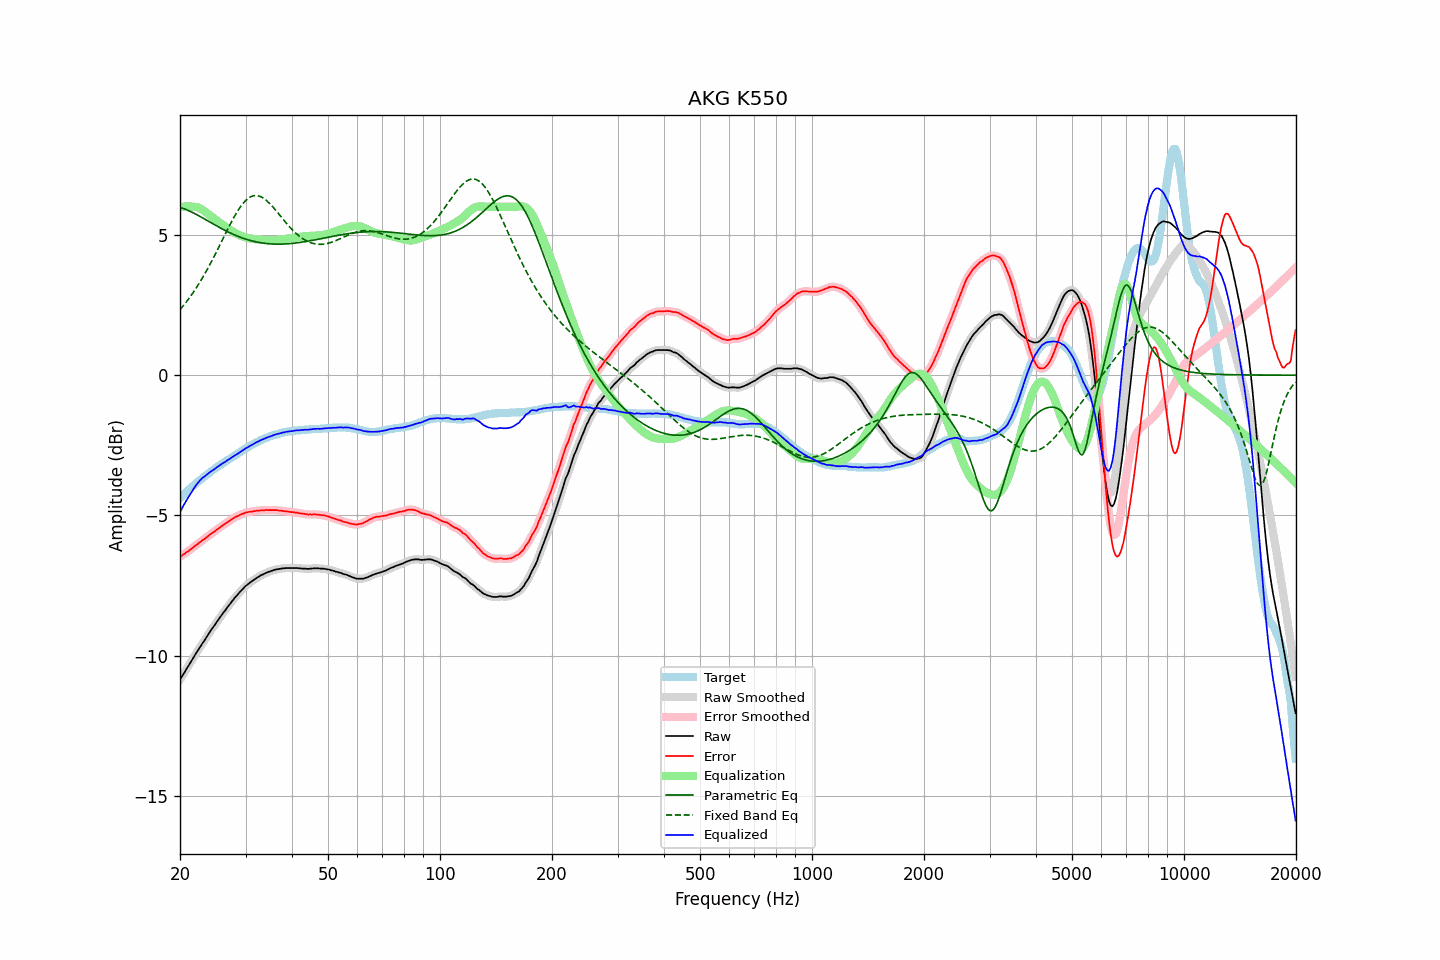 AKG K550
Amplitude (dBr)
5
0
−5
−10
−15
Target
Raw Smoothed
Error Smoothed
Raw
Error
Equalization
Parametric Eq
Fixed Band Eq
Equalized
20 50 100 200 500 1000 2000 5000 10000 20000
Frequency (Hz)